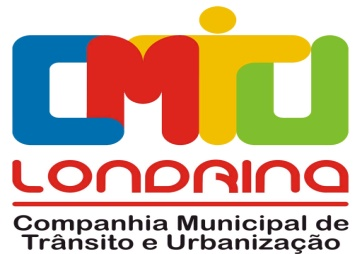 CMTU
LONDRINA
Companhia Municipal de
Trânsito e Urbanização